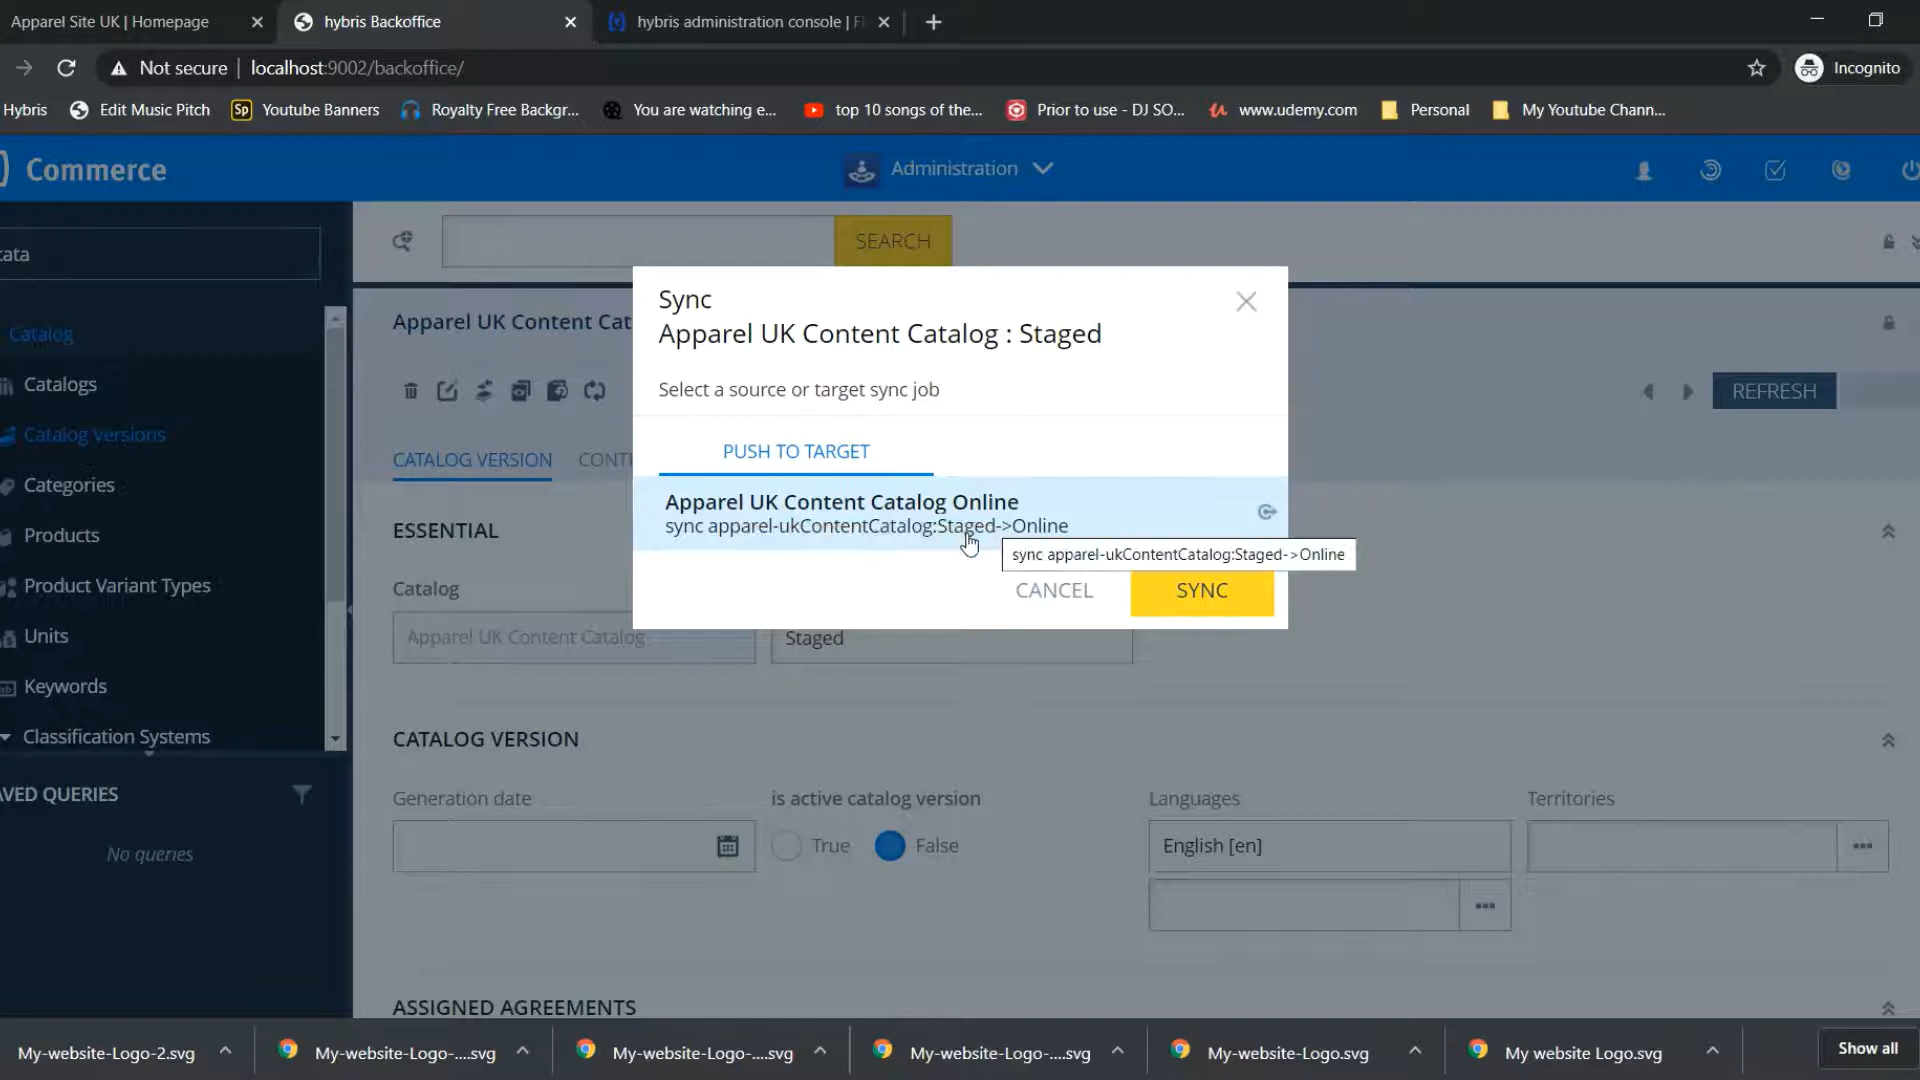 Apparel Site UK | Homepage
hybris Backoffice
hybris administration console |
Not secure
localhost:9002/backoffice/
Incognito
Hybris
Edit Music Pitch
Sp
Youtube Banners
Royalty Free Backgr...
You are watching e...
top 10 songs of the...
Prior to use - DJ SO...
www.udemy.com
Personal
My Youtube Chann...
Commerce
Administration
cata
SEARCH
Catalog
Catalogs
Catalog Versions
Categories
Products
Product Variant Types
Units
Keywords
Classification Systems
AVED QUERIES
No queries
Apparel UK Content Cat
REFRESH
CATALOG VERSION
CONT
ESSENTIAL
Catalog
Apparel UK Content Catalog
Staged
Sync
Apparel UK Content Catalog : Staged
Select a source or target sync job
PUSH TO TARGET
Apparel UK Content Catalog Online
sync apparel-ukContentCatalog:Staged->Online
sync apparel-ukContentCatalog:Staged->Online
CANCEL
SYNC
CATALOG VERSION
Generation date
is active catalog version
Languages
Territories
True
False
English [en]
ASSIGNED AGREEMENTS
My-website-Logo-2.svg
My-website-Logo-....svg
My-website-Logo-....svg
My-website-Logo-....svg
My-website-Logo.svg
My website Logo.svg
Show all